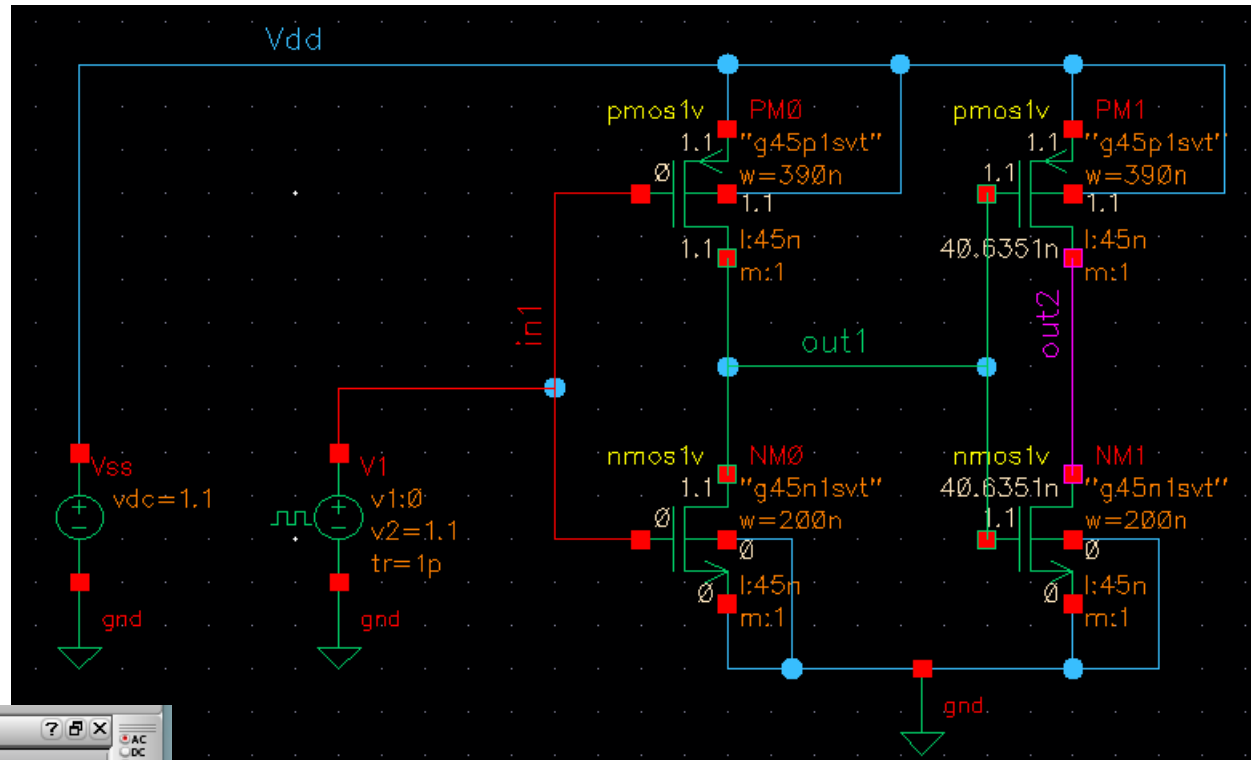 Vdd
pmos1v PM0
1.1 "g45p1svt"
0 w=390n
1.1
1.1 l:45n
m:1
pmos1v PM1
1.1 "g45p1svt"
1.1 w=390n
1.1
40.6351n l:45n
m:1
in1
out1
out2
Vss
vdc=1.1
gnd
V1
v1:0
v2=1.1
tr=1p
gnd
nmos1v NM0
1.1 "g45n1svt"
0 w=200n
0
0 l:45n
m:1
nmos1v NM1
40.6351n "g45n1svt"
1.1 w=200n
0
0 l:45n
m:1
gnd
?
AC
DC